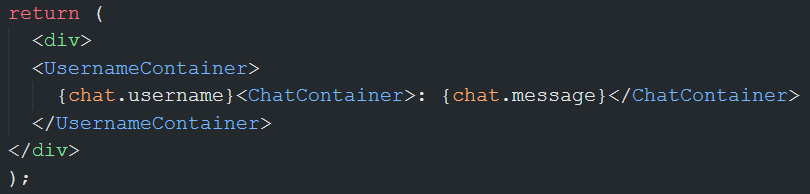 return (
  <div>
  <UsernameContainer>
    {chat.username}<ChatContainer>: {chat.message}</ChatContainer>
  </UsernameContainer>
</div>
);